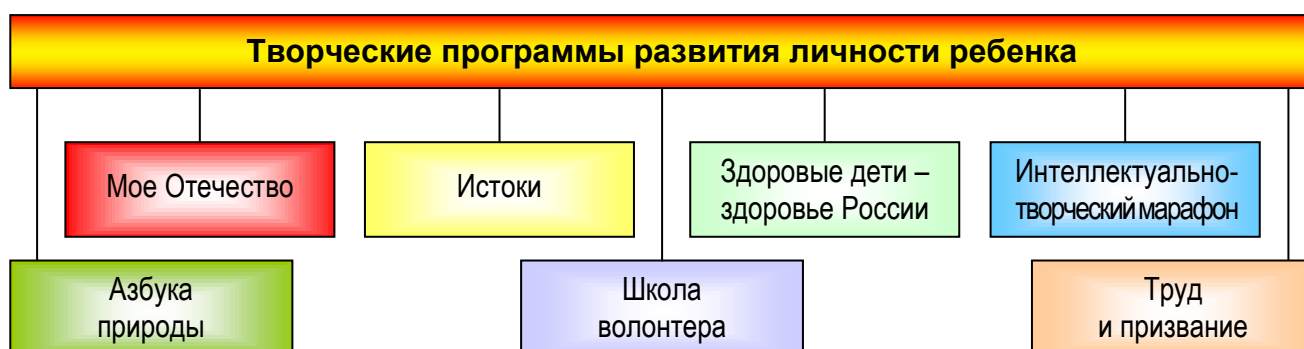 Творческие программы развития личности ребенка
Мое Отечество
Истоки
Здоровые дети –
здоровье России
Интеллектуально-
творческий марафон
Азбука
природы
Школа
волонтера
Труд
и призвание